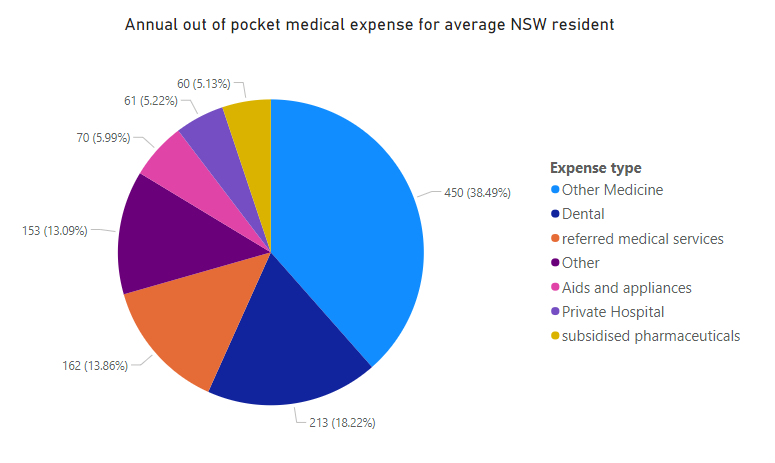 Annual out of pocket medical expense for average NSW resident
60 (5.13%)
61 (5.22%)
70 (5.99%)
153 (13.09%)
162 (13.86%)
213 (18.22%)
450 (38.49%)
Expense type
Other Medicine
Dental
referred medical services
Other
Aids and appliances
Private Hospital
subsidised pharmaceuticals